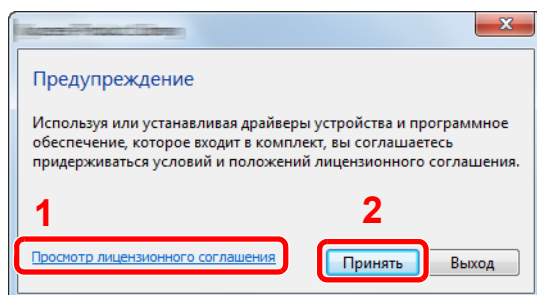 Предупреждение
Используя или устанавливая драйверы устройства и программное
обеспечение, которое входит в комплект, вы соглашаетесь
придерживаться условий и положений лицензионного соглашения.
1
2
Просмотр лицензионного соглашения
Принять
Выход